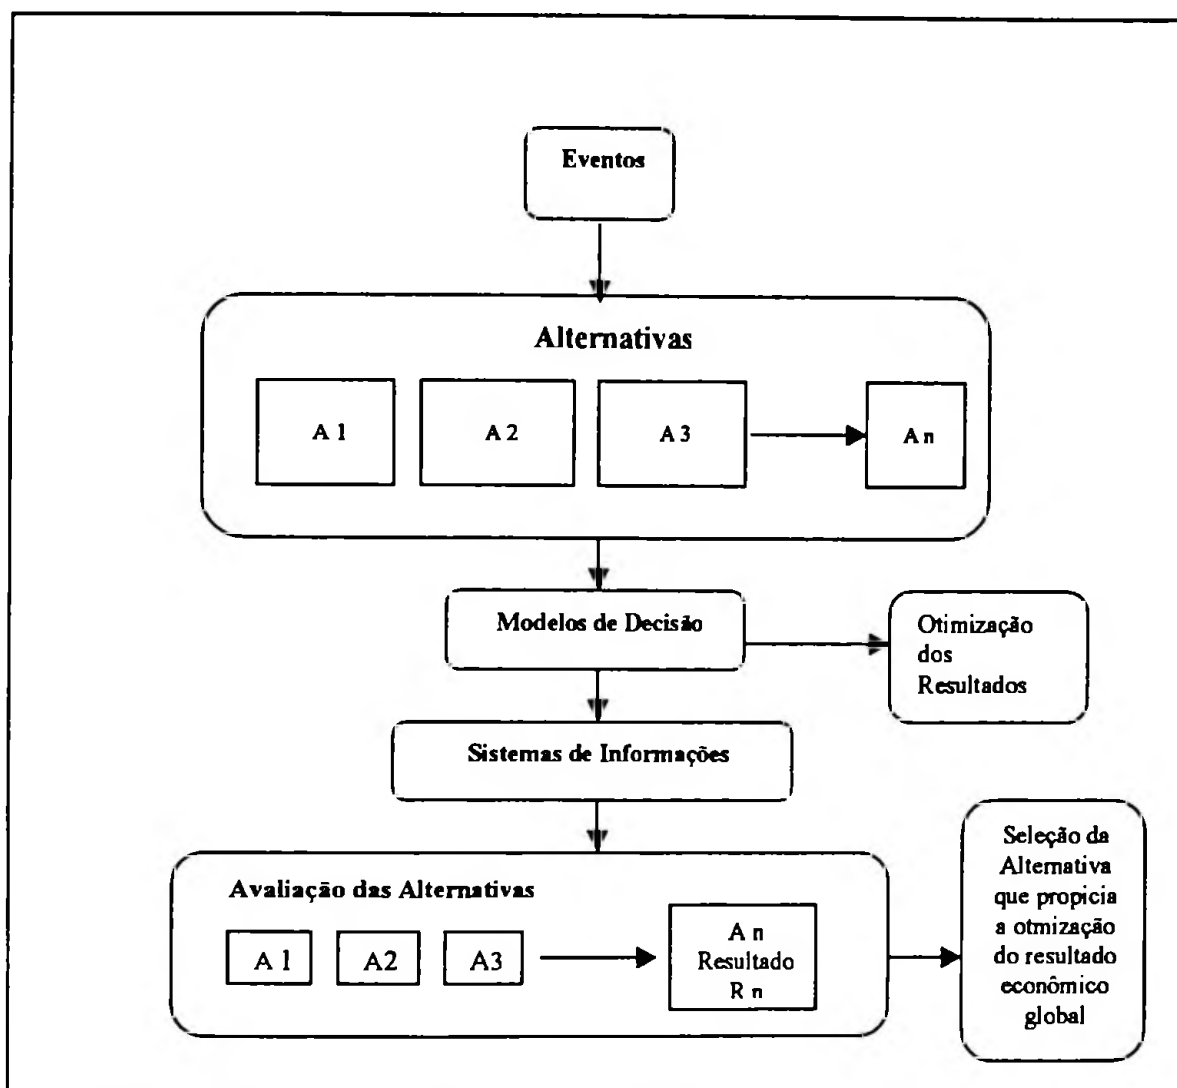 Eventos
Alternativas
A 1
A 2
A 3
A n
Modelos de Decisão
Otimização
dos
Resultados
Sistemas de Informações
Avaliação das Alternativas
A 1
A2
A3
A n
Resultado
R n
Seleção da
Alternativa
que propicia
a otmização
do resultado
econômico
global